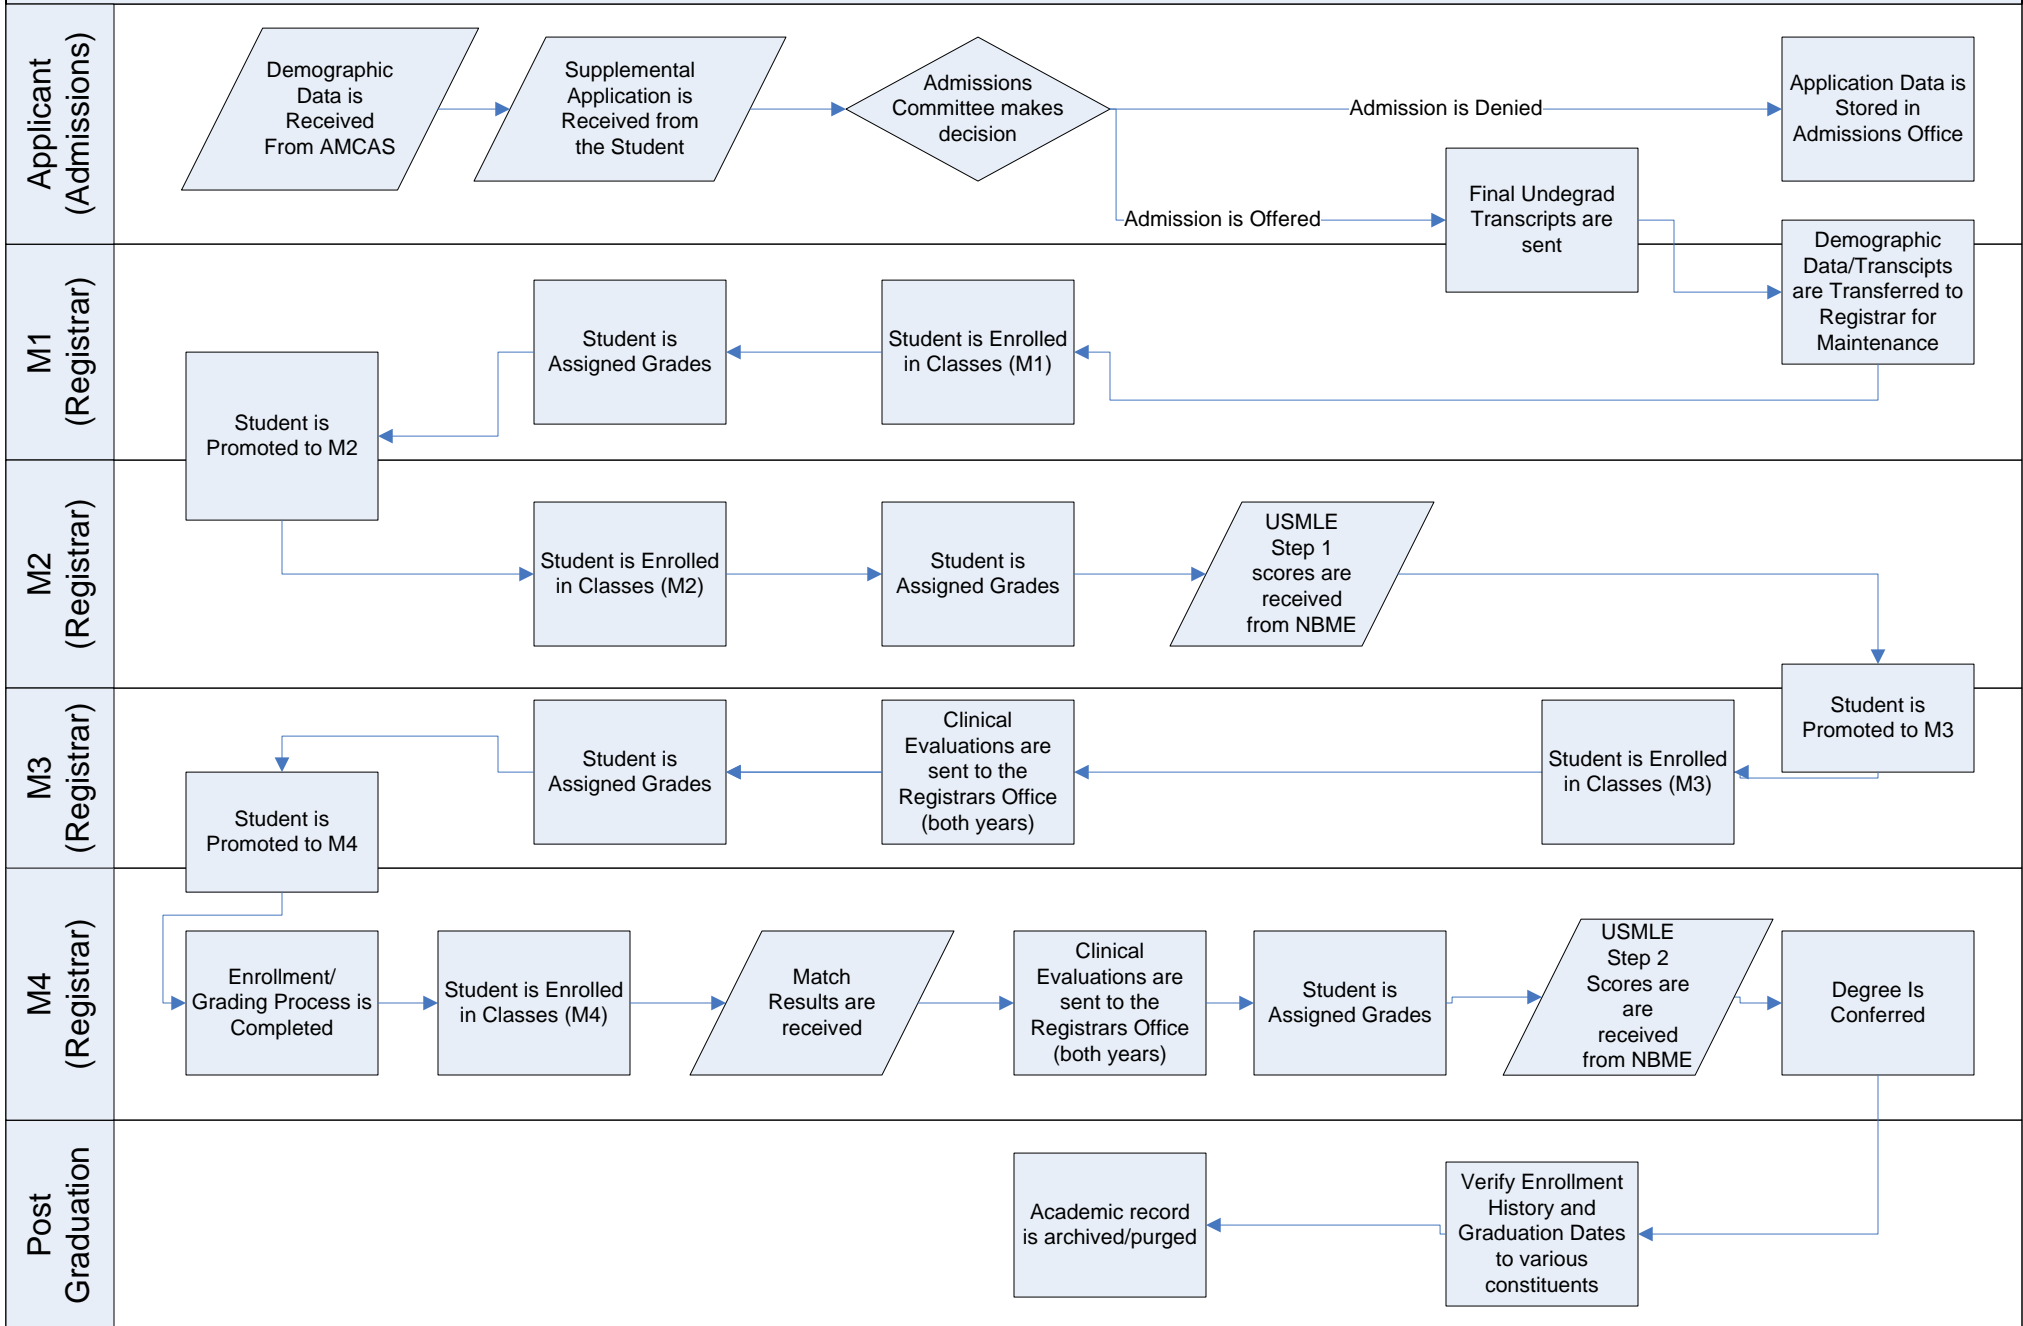 Applicant
(Admissions)
Demographic
Data is
Received
From AMCAS
Supplemental
Application is
Received from
the Student
Admissions
Committee makes
decision
Admission is Denied
Application Data is
Stored in
Admissions Office
Admission is Offered
Final Undegrad
Transcripts are
sent
Demographic
Data/Transcipts
are Transferred to
Registrar for
Maintenance
M1
(Registrar)
Student is Enrolled
in Classes (M1)
Student is
Assigned Grades
Student is
Promoted to M2
M2
(Registrar)
Student is Enrolled
in Classes (M2)
Student is
Assigned Grades
USMLE
Step 1
scores are
received
from NBME
Student is
Promoted to M3
M3
(Registrar)
Student is Enrolled
in Classes (M3)
Clinical
Evaluations are
sent to the
Registrars Office
(both years)
Student is
Assigned Grades
Student is
Promoted to M4
M4
(Registrar)
Enrollment/
Grading Process is
Completed
Student is Enrolled
in Classes (M4)
Match
Results are
received
Clinical
Evaluations are
sent to the
Registrars Office
(both years)
Student is
Assigned Grades
USMLE
Step 2
Scores are
are
received
from NBME
Degree Is
Conferred
Post
Graduation
Verify Enrollment
History and
Graduation Dates
to various
constituents
Academic record
is archived/purged